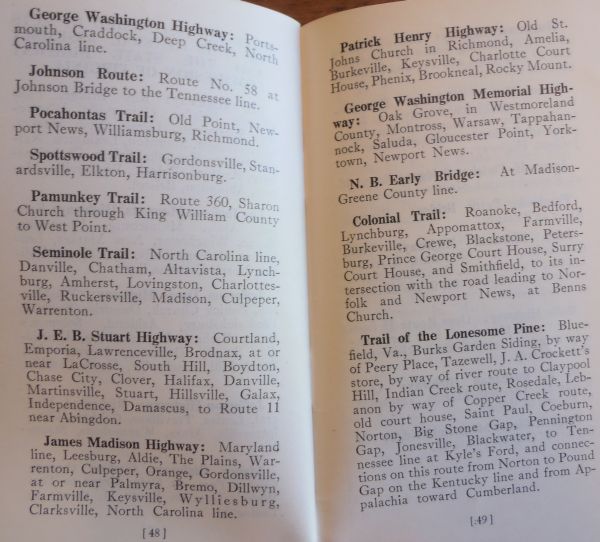 George Washington Highway: Ports-
mouth, Craddock, Deep Creek, North
Carolina line.
Johnson Route: Route No. 58 at
Johnson Bridge to the Tennessee line.
Pocahontas Trail: Old Point, New-
port News, Williamsburg, Richmond.
Spottswood Trail: Gordonsville, Stan-
ardsville, Elkton, Harrisonburg.
Pamunkey Trail: Route 360, Sharon
Church through King William County
to West Point.
Seminole Trail: North Carolina line,
Danville, Chatham, Altavista, Lynch-
burg, Amherst, Lovingston, Charlottes-
ville, Ruckersville, Madison, Culpeper,
Warrenton.
J. E. B. Stuart Highway: Courtland,
Emporia, Lawrenceville, Brodnax, at or
near LaCrosse, South Hill, Boydton,
Chase City, Clover, Halifax, Danville,
Martinsville, Stuart, Hillsville, Galax,
Independence, Damascus, to Route 11
near Abingdon.
James Madison Highway: Maryland
line, Leesburg, Aldie, The Plains, War-
renton, Culpeper, Orange, Gordonsville,
at or near Palmyra, Bremo, Dillwyn,
Farmville, Keysville, Wylliesburg,
Clarksville, North Carolina line.
[48]
Patrick Henry Highway: Old St.
Johns Church in Richmond, Amelia,
Burkeville, Keysville, Charlotte Court
House, Phenix, Brookneal, Rocky Mount.
George Washington Memorial High-
way: Oak Grove, in Westmoreland
County, Montross, Warsaw, Tappahan-
nock, Saluda, Gloucester Point, York-
town, Newport News.
N. B. Early Bridge: At Madison-
Greene County line.
Colonial Trail: Roanoke, Bedford,
Lynchburg, Appomattox, Farmville,
Burkeville, Crewe, Blackstone, Peters-
burg, Prince George Court House, Surry
Court House, and Smithfield, to its in-
tersection with the road leading to Nor-
folk and Newport News, at Benns
Church.
Trail of the Lonesome Pine: Blue-
field, Va., Burks Garden Siding, by way
of Peery Place, Tazewell, J. A. Crockett's
store, by way of river route to Claypool
Hill, Indian Creek route, Rosedale, Leb-
anon by way of Copper Creek route,
old court house, Saint Paul, Coeburn,
Norton, Big Stone Gap, Pennington
Gap, Jonesville, Blackwater, to Ten-
nessee line at Kyle's Ford, and connec-
tions on this route from Norton to Pound
Gap on the Kentucky line and from Ap-
palachia toward Cumberland.
[49]